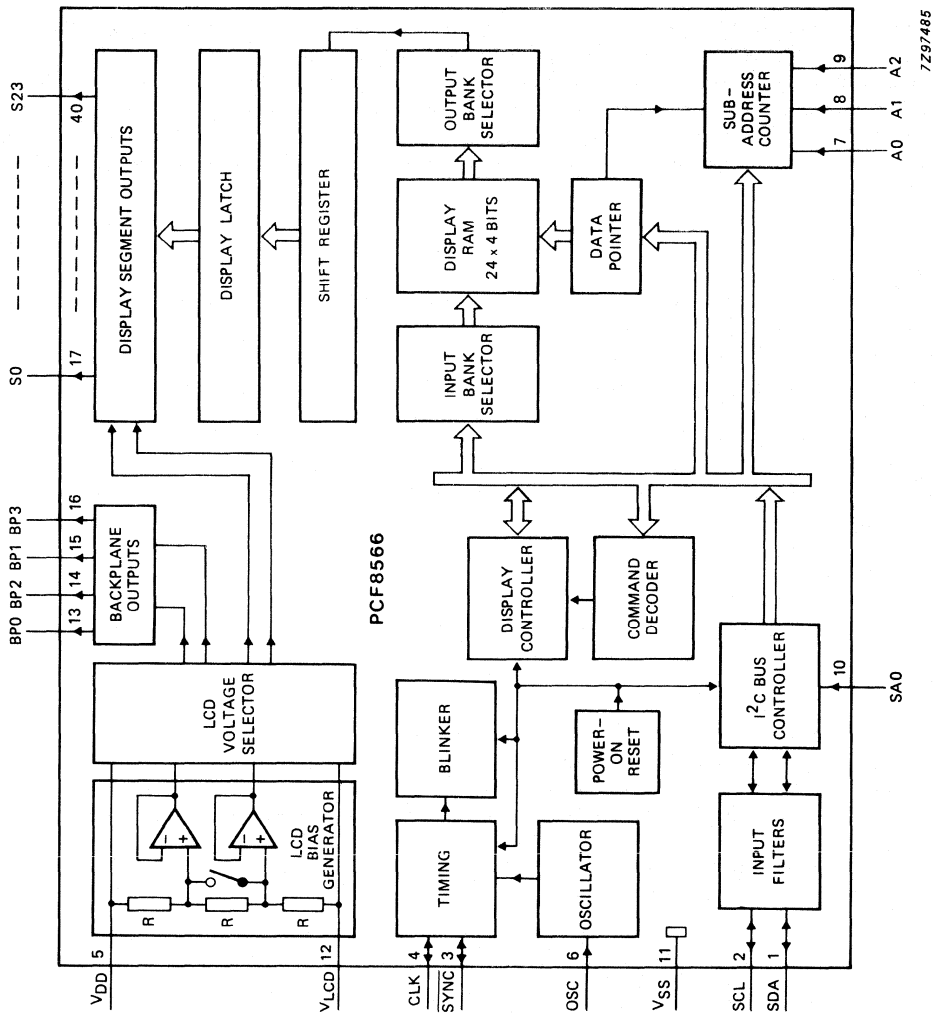 BP0 BP2 BP1 BP3 S0 S23
13 14 15 16 17 40
VDD 5
VLCD 12
R
R
R
LCD
BIAS
GENERATOR
− +
− +
LCD
VOLTAGE
SELECTOR
BACKPLANE
OUTPUTS
DISPLAY SEGMENT OUTPUTS
DISPLAY LATCH
SHIFT REGISTER
PCF8566
CLK 4
SYNC 3
TIMING
BLINKER
OSC 6
OSCILLATOR
POWER-
ON
RESET
DISPLAY
CONTROLLER
COMMAND
DECODER
INPUT
BANK
SELECTOR
DISPLAY
RAM
24 x 4 BITS
OUTPUT
BANK
SELECTOR
DATA
POINTER
SUB-
ADDRESS
COUNTER
VSS 11
SCL 2
SDA 1
INPUT
FILTERS
I²C BUS
CONTROLLER
10 7 8 9
SA0 A0 A1 A2
7Z97485